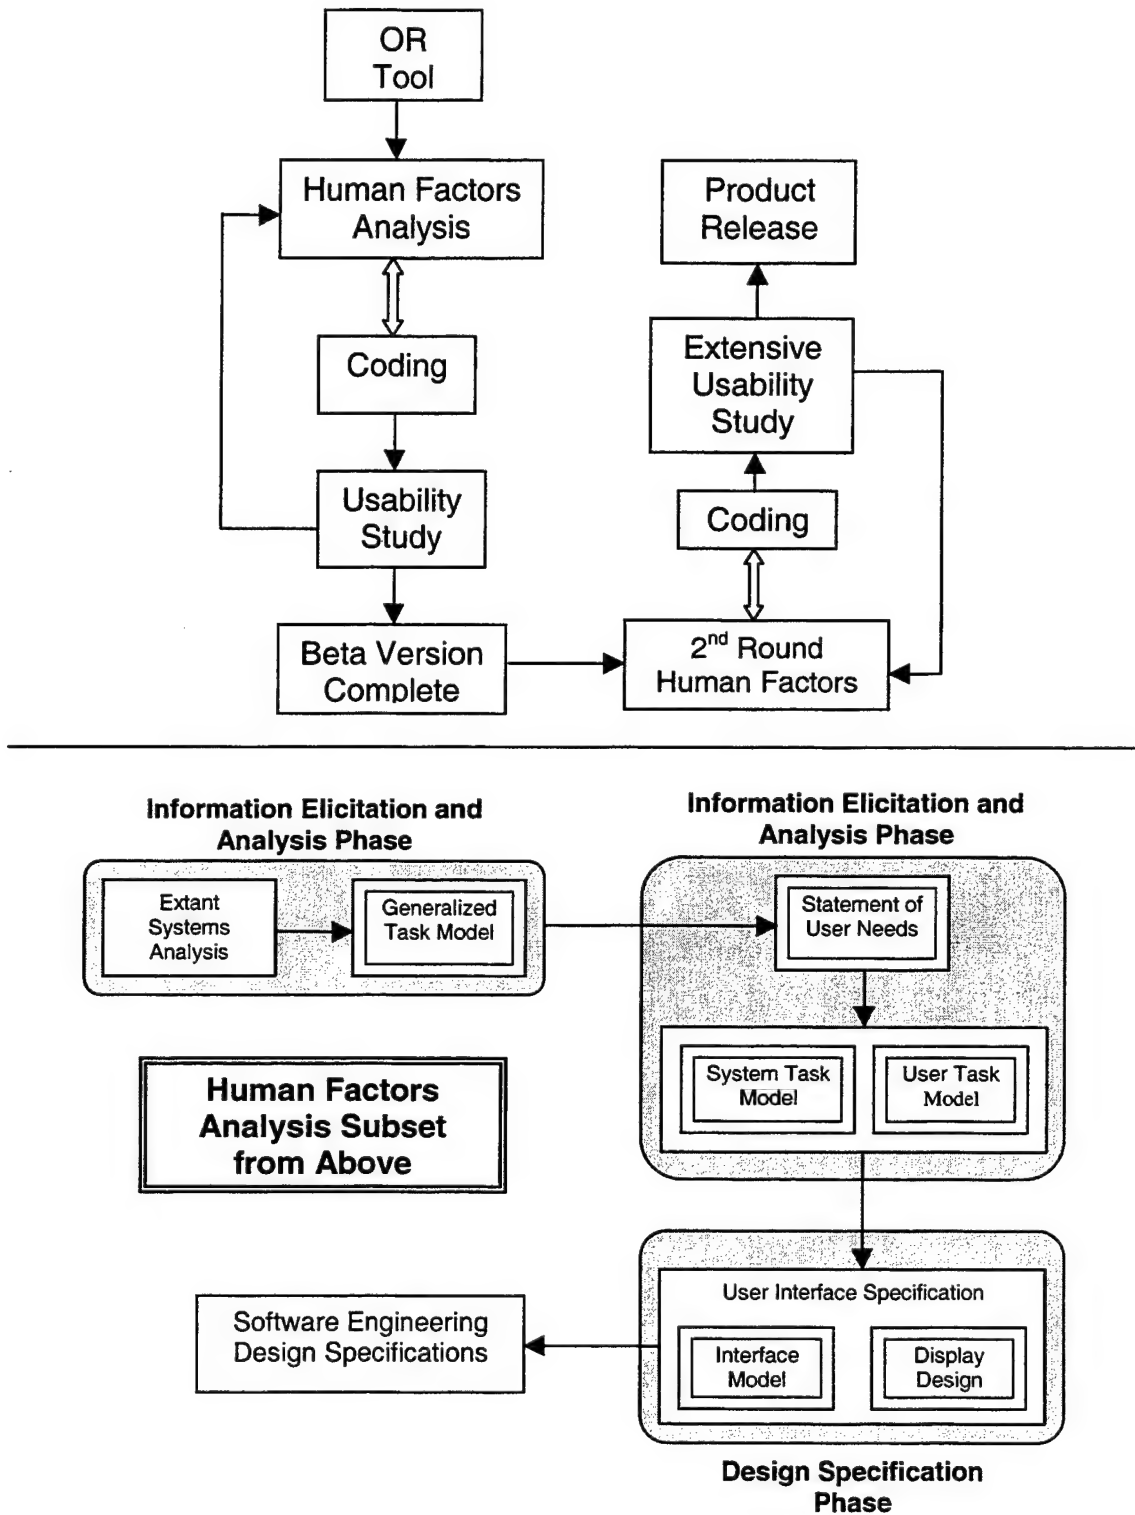 OR
Tool
Human Factors
Analysis
Coding
Usability
Study
Beta Version
Complete
Product
Release
Extensive
Usability
Study
Coding
2nd Round
Human Factors
Information Elicitation and
Analysis Phase
Extant
Systems
Analysis
Generalized
Task Model
Information Elicitation and
Analysis Phase
Statement of
User Needs
System Task
Model
User Task
Model
Human Factors
Analysis Subset
from Above
User Interface Specification
Interface
Model
Display
Design
Software Engineering
Design Specifications
Design Specification
Phase